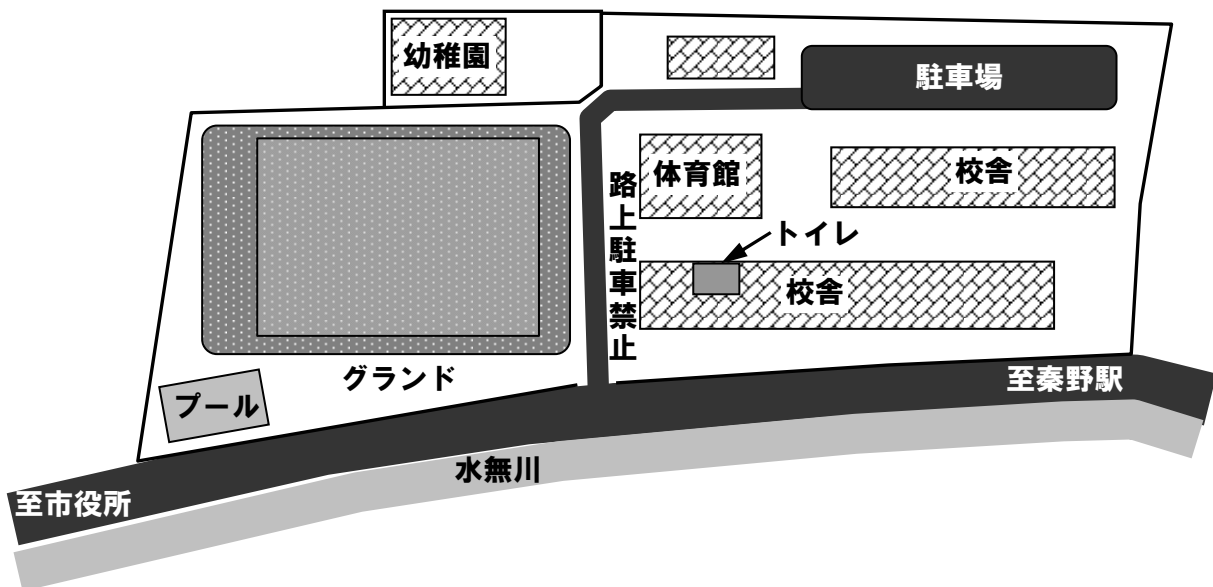 幼稚園
駐車場
体育館
校舎
路上駐車禁止
トイレ
校舎
グランド
至秦野駅
プール
水無川
至市役所